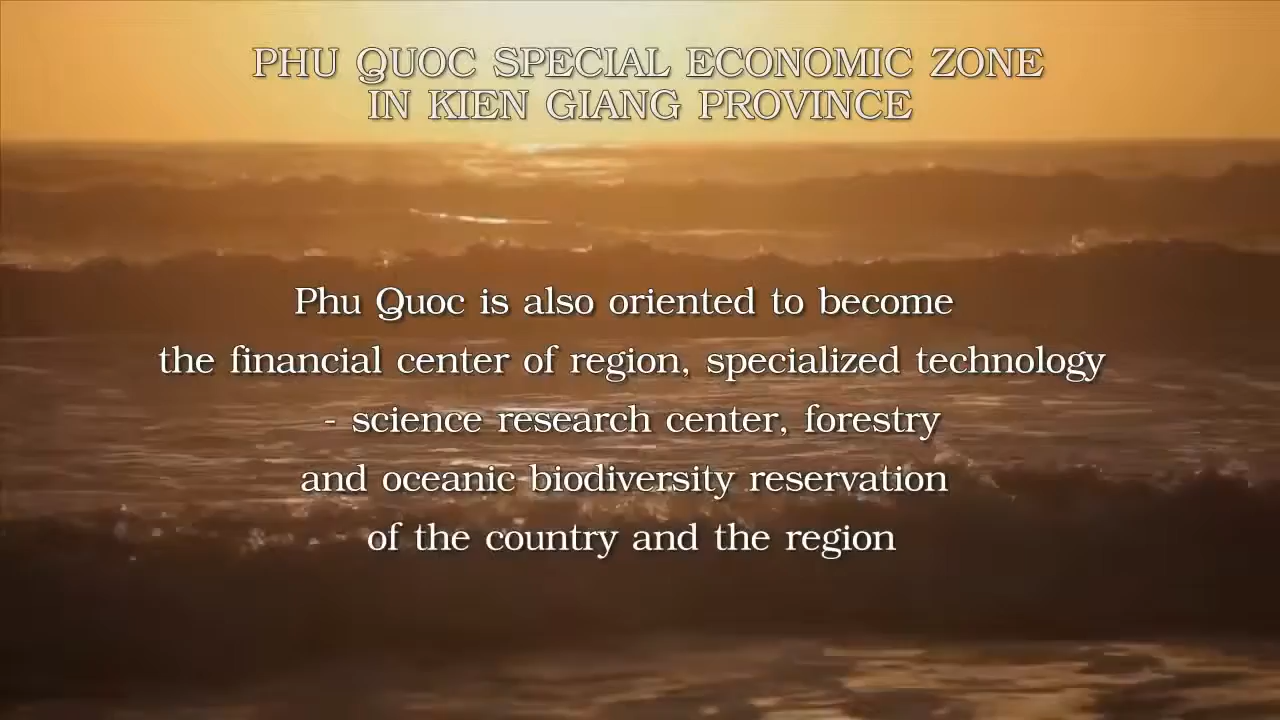 PHU QUOC SPECIAL ECONOMIC ZONE
IN KIEN GIANG PROVINCE
Phu Quoc is also oriented to become
the financial center of region, specialized technology
- science research center, forestry
and oceanic biodiversity reservation
of the country and the region